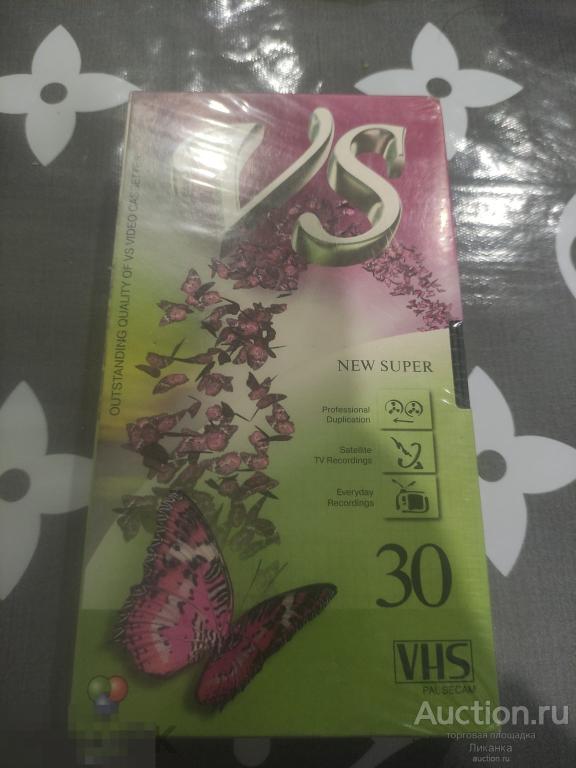 VS
OUTSTANDING QUALITY OF VS VIDEO
NEW SUPER
Professional
Duplication
Satellite
TV Recordings
Everyday
Recordings
30
VHS
PAL SECAM
K
Auction.ru
торговая площадка
Ликанка
auction.ru